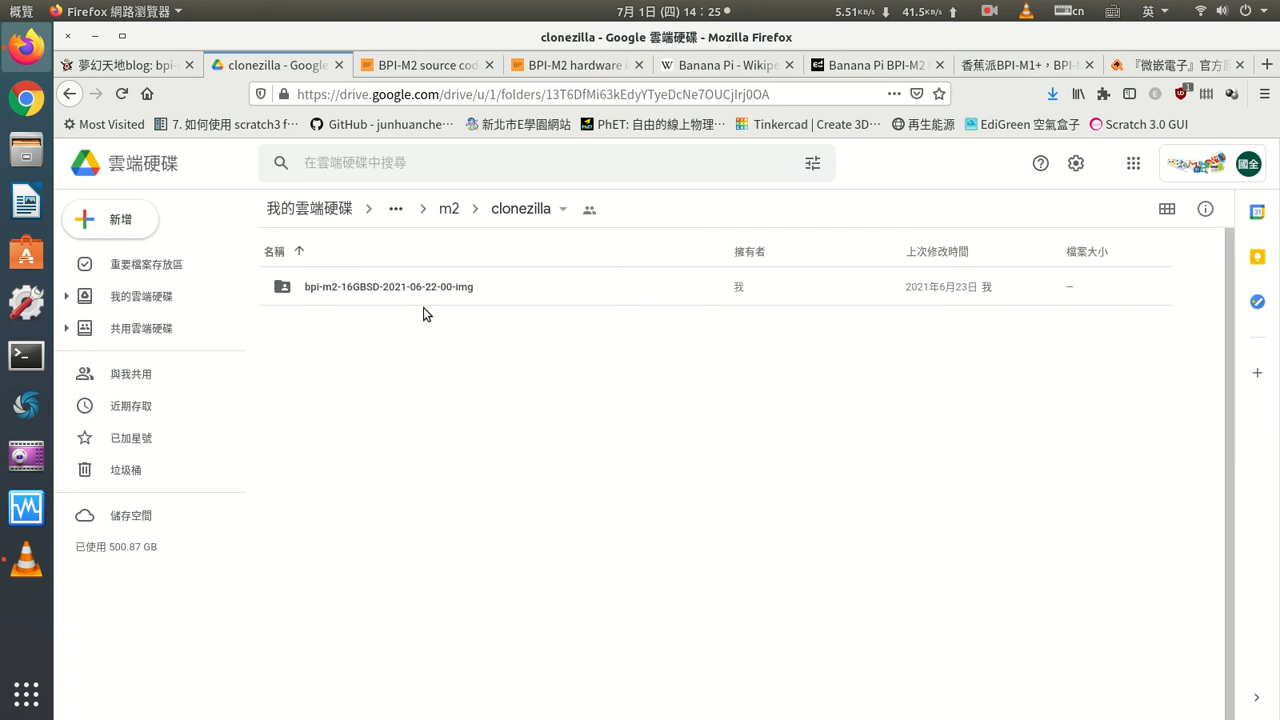 概覽 Firefox 網路瀏覽器 7月 1日 (四) 14：25 5.51KB/s 41.5KB/s cn 英
clonezilla - Google 雲端硬碟 - Mozilla Firefox
夢幻天地blog: bpi- clonezilla - Google BPI-M2 source cod BPI-M2 hardware i Banana Pi - Wikipe Banana Pi BPI-M2 香蕉派BPI-M1+，BPI- 『微嵌電子』官方
https://drive.google.com/drive/u/1/folders/13T6DfMi63kEdyYTyeDcNe7OUCjIrj0OA 1
Most Visited 7. 如何使用 scratch3 f… GitHub - junhuanche… 新北市E學園網站 PhET: 自由的線上物理… Tinkercad | Create 3D… 再生能源 EdiGreen 空氣盒子 Scratch 3.0 GUI
雲端硬碟 在雲端硬碟中搜尋 國全
新增 我的雲端硬碟 m2 clonezilla
名稱 擁有者 上次修改時間 檔案大小
重要檔案存放區
bpi-m2-16GBSD-2021-06-22-00-img 我 2021年6月23日 我 –
我的雲端硬碟
共用雲端硬碟
與我共用
近期存取
已加星號
垃圾桶
儲存空間
已使用 500.87 GB